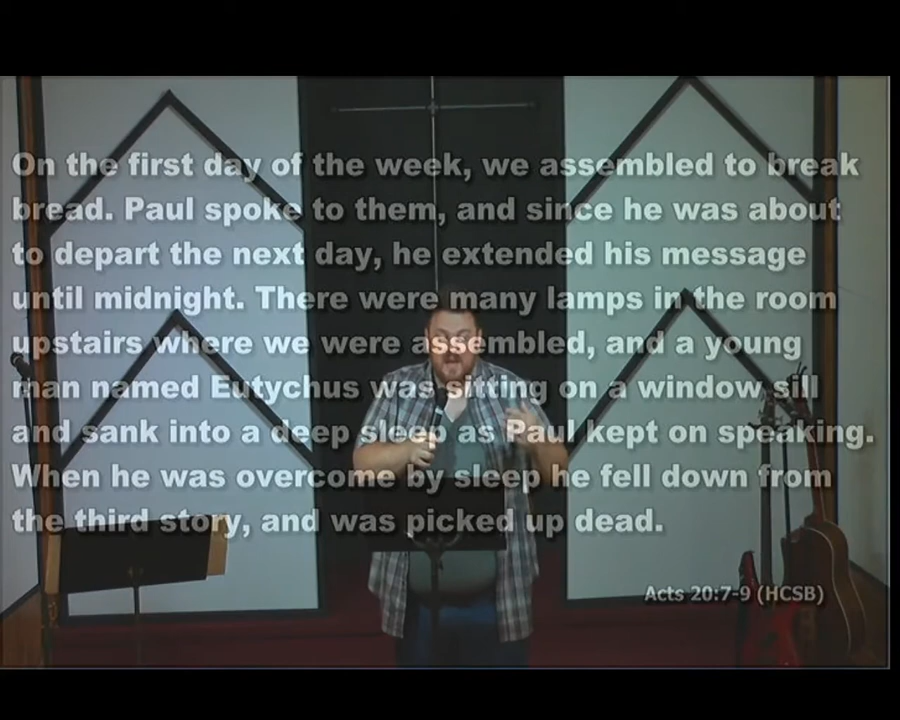 On the first day of the week, we assembled to break
bread. Paul spoke to them, and since he was about
to depart the next day, he extended his message
until midnight. There were many lamps in the room
upstairs where we were assembled, and a young
man named Eutychus was sitting on a window sill
and sank into a deep sleep as Paul kept on speaking.
When he was overcome by sleep he fell down from
the third story, and was picked up dead.
Acts 20:7-9 (HCSB)